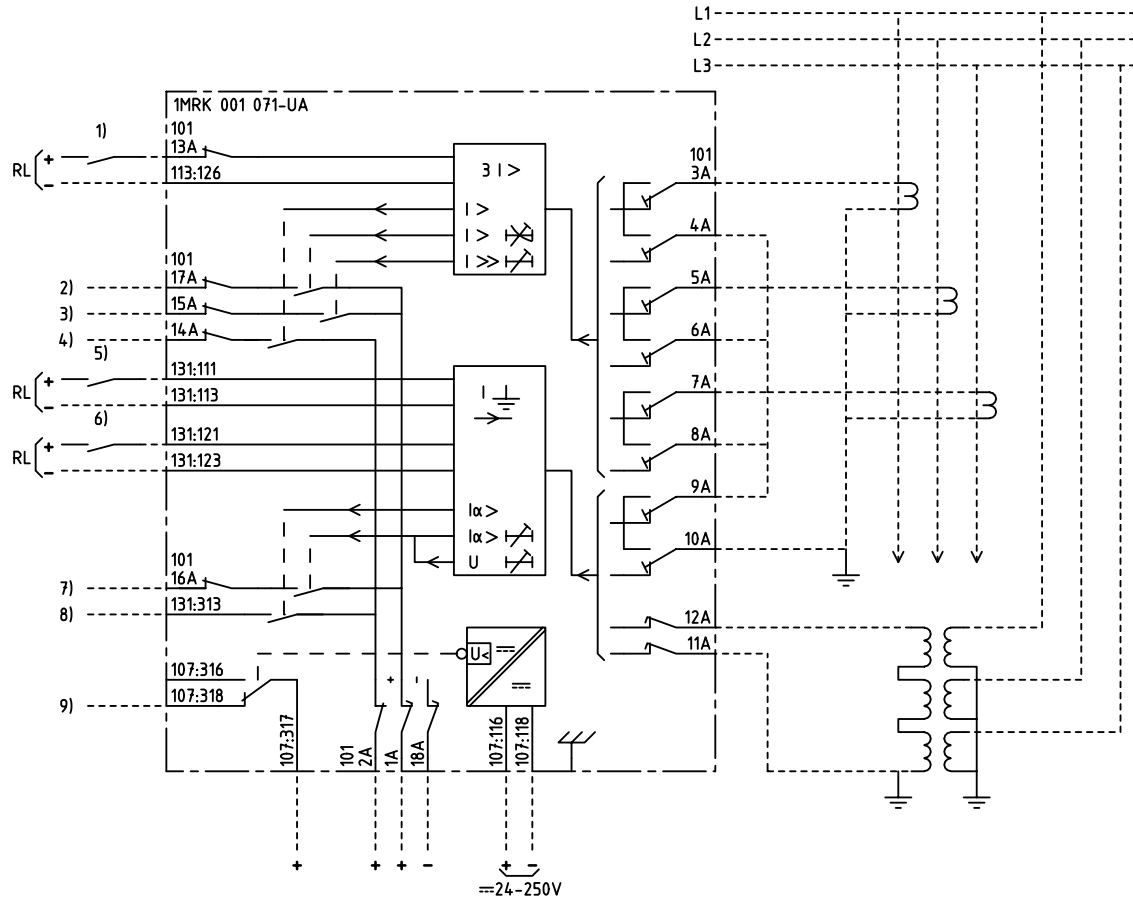 L1
L2
L3
1MRK 001 071-UA
1)
101
13A
RL + -
113:126
3 I >
I >
I >
I >>
101
3A
4A
5A
6A
7A
8A
9A
10A
12A
11A
101
2) 17A
3) 15A
4) 14A
5)
RL + - 131:111
131:113
6)
RL + - 131:121
131:123
I
Iα >
Iα >
U
101
7) 16A
8) 131:313
U<
107:316
9) 107:318
+ -
107:317
101
2A
1A
18A
107:116
107:118
+ + + - + -
24-250V